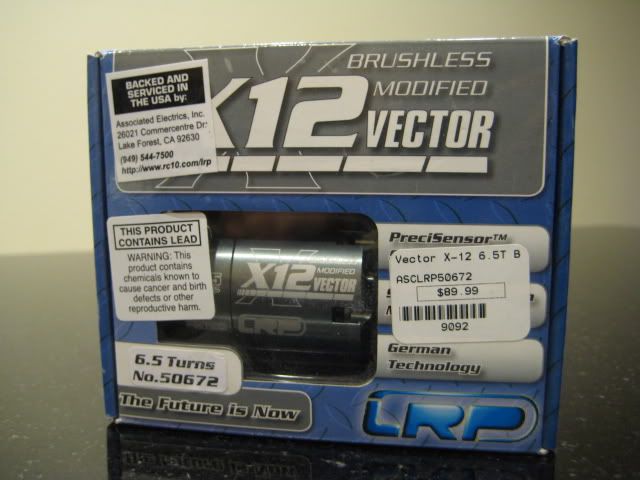 BRUSHLESS
MODIFIED
X12 VECTOR
BACKED AND
SERVICED IN
THE USA by:
Associated Electrics, Inc.
26021 Commercentre Dr.
Lake Forest, CA 92630
(949) 544-7500
http://www.rc10.com/lrp
THIS PRODUCT
CONTAINS LEAD
WARNING: This
product contains
chemicals known to
cause cancer and birth
defects or other
reproductive harm.
X12 MODIFIED
VECTOR
LRP
PreciSensor™
Vector X-12 6.5T B
ASCLRP50672
$89.99
9092
German
Technology
6.5 Turns
No.50672
The Future is Now
LRP